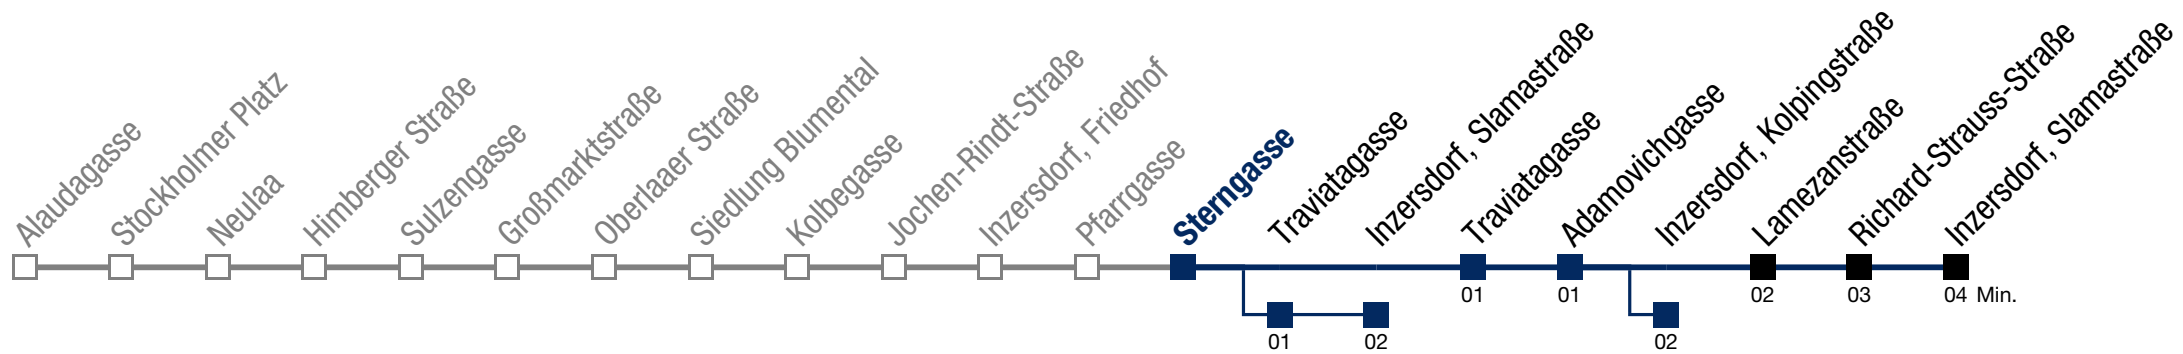 Alaudagasse
Stockholmer Platz
Neulaa
Himberger Straße
Sulzengasse
Großmarktstraße
Oberlaaer Straße
Siedlung Blumental
Kolbegasse
Jochen-Rindt-Straße
Inzersdorf, Friedhof
Pfarrgasse
Sterngasse
Traviatagasse
Inzersdorf, Slamastraße
Traviatagasse
Adamovichgasse
Inzersdorf, Kolpingstraße
Lamezanstraße
Richard-Strauss-Straße
Inzersdorf, Slamastraße
01 01 02 03 04 Min.
01 02 02